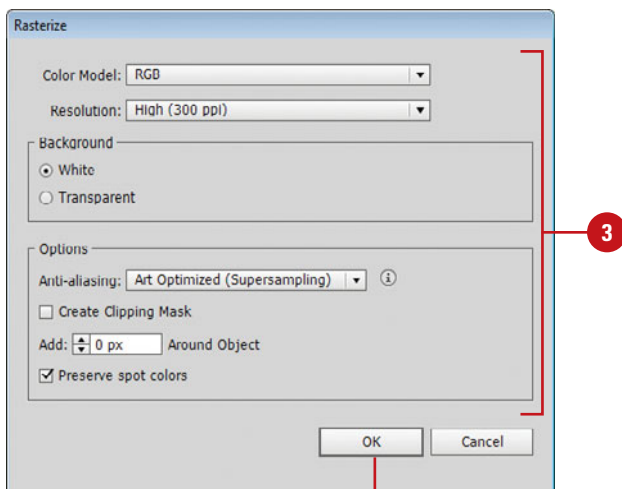 Rasterize
Color Model: RGB
Resolution: High (300 ppi)
Background
White
Transparent
Options
Anti-aliasing: Art Optimized (Supersampling) i
Create Clipping Mask
Add: 0 px Around Object
Preserve spot colors
OK Cancel
3